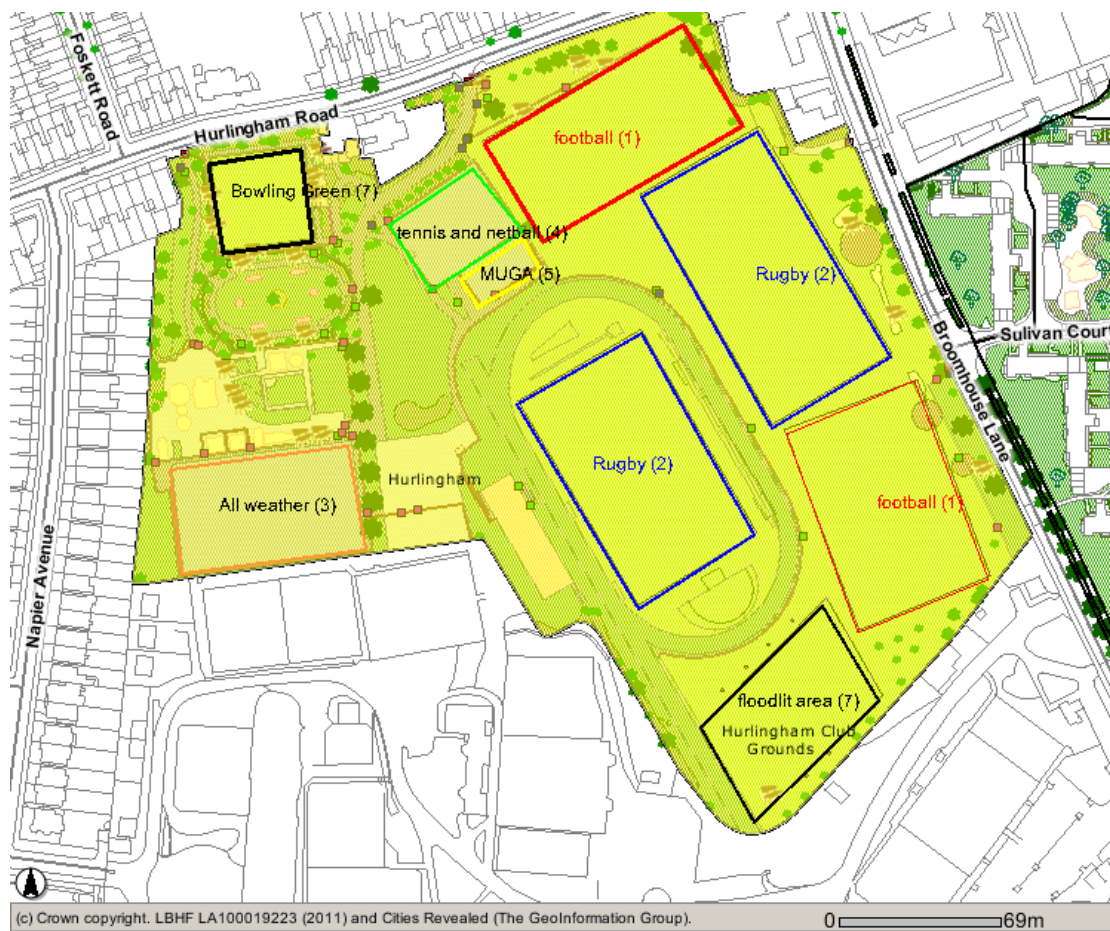 Foskett Road
Hurlingham Road
football (1)
Bowling Green (7)
tennis and netball (4)
MUGA (5)
Rugby (2)
Sulivan Court
Broomhouse Lane
Rugby (2)
Hurlingham
All weather (3)
football (1)
Napier Avenue
floodlit area (7)
Hurlingham Club
Grounds
(c) Crown copyright. LBHF LA100019223 (2011) and Cities Revealed (The GeoInformation Group).
0 69m